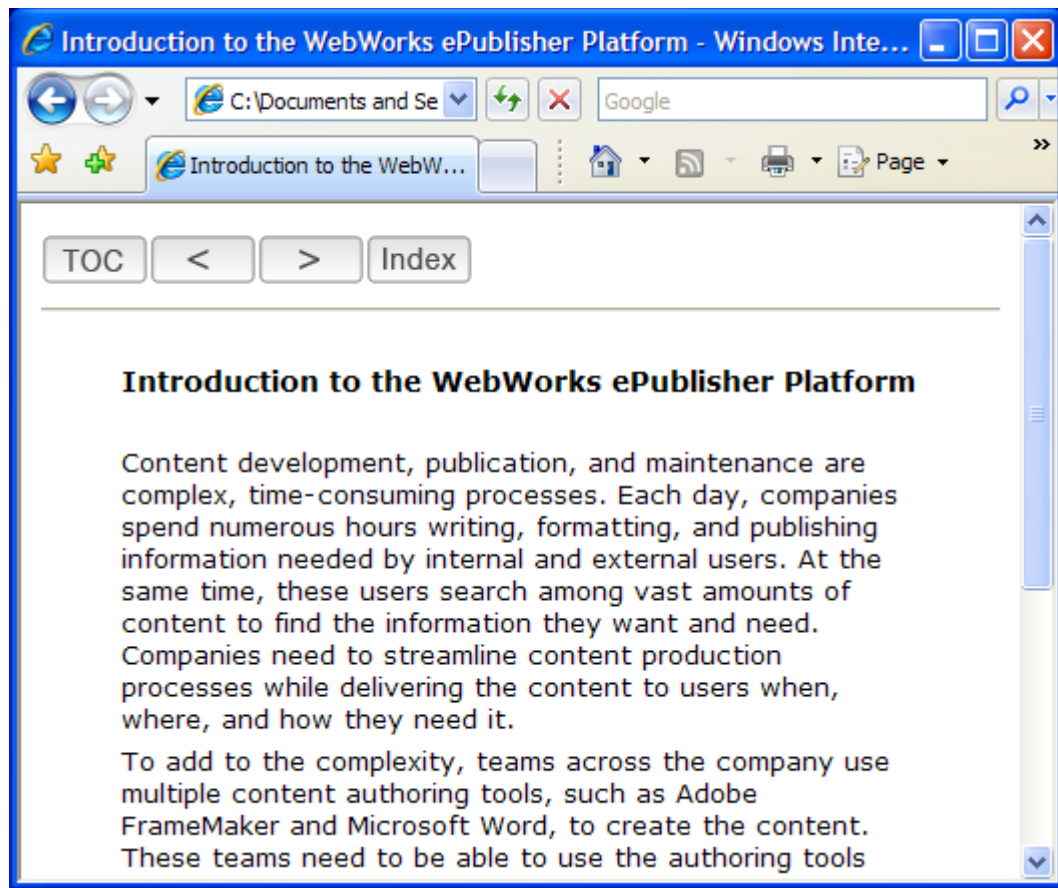 Introduction to the WebWorks ePublisher Platform - Windows Inte...
C:\Documents and Se
Google
Introduction to the WebW...
Page
»
TOC < > Index
Introduction to the WebWorks ePublisher Platform
Content development, publication, and maintenance are
complex, time-consuming processes. Each day, companies
spend numerous hours writing, formatting, and publishing
information needed by internal and external users. At the
same time, these users search among vast amounts of
content to find the information they want and need.
Companies need to streamline content production
processes while delivering the content to users when,
where, and how they need it.
To add to the complexity, teams across the company use
multiple content authoring tools, such as Adobe
FrameMaker and Microsoft Word, to create the content.
These teams need to be able to use the authoring tools